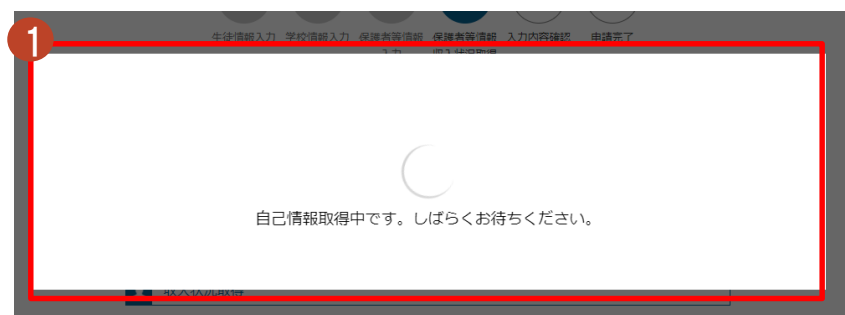 1
生徒情報入力 学校情報入力 保護者等情報 保護者等情報 入力内容確認 申請完了
入力 収入状況取得
自己情報取得中です。しばらくお待ちください。
収入状況取得